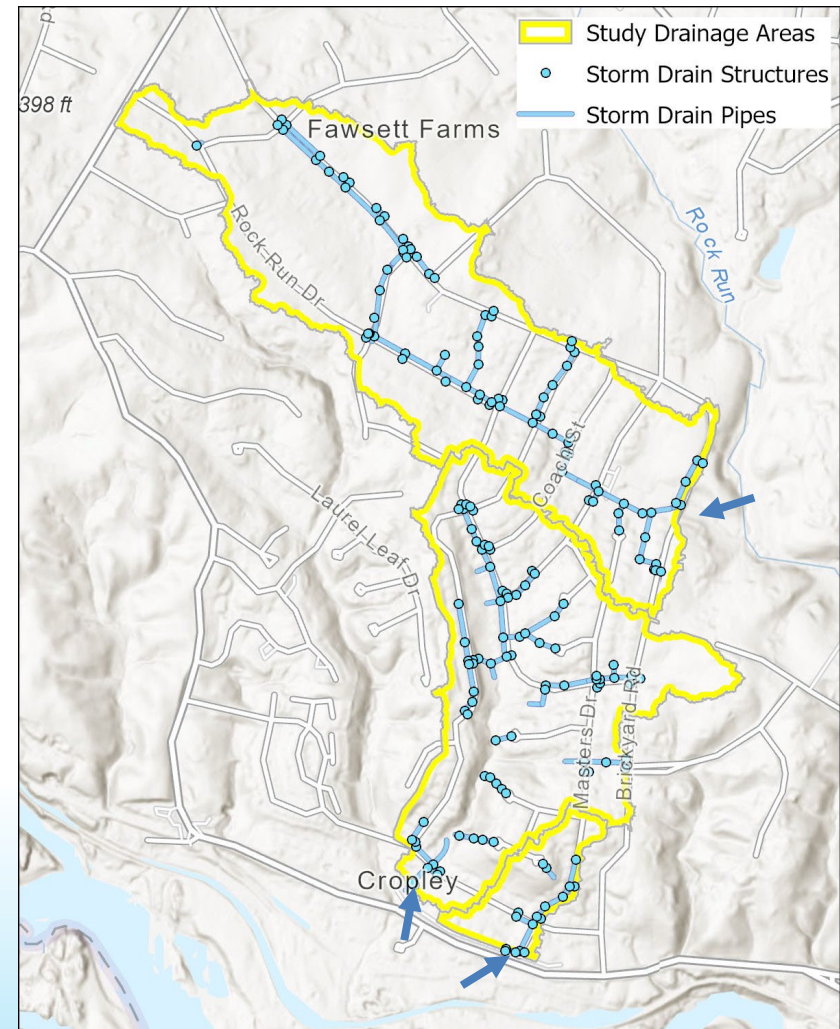 Study Drainage Areas
Storm Drain Structures
Storm Drain Pipes
398 ft
Fawsett Farms
Rock Run Dr
Rock Run
Coach St
Laurel Leaf Dr
Masters Dr
Brickyard Rd
Cropley